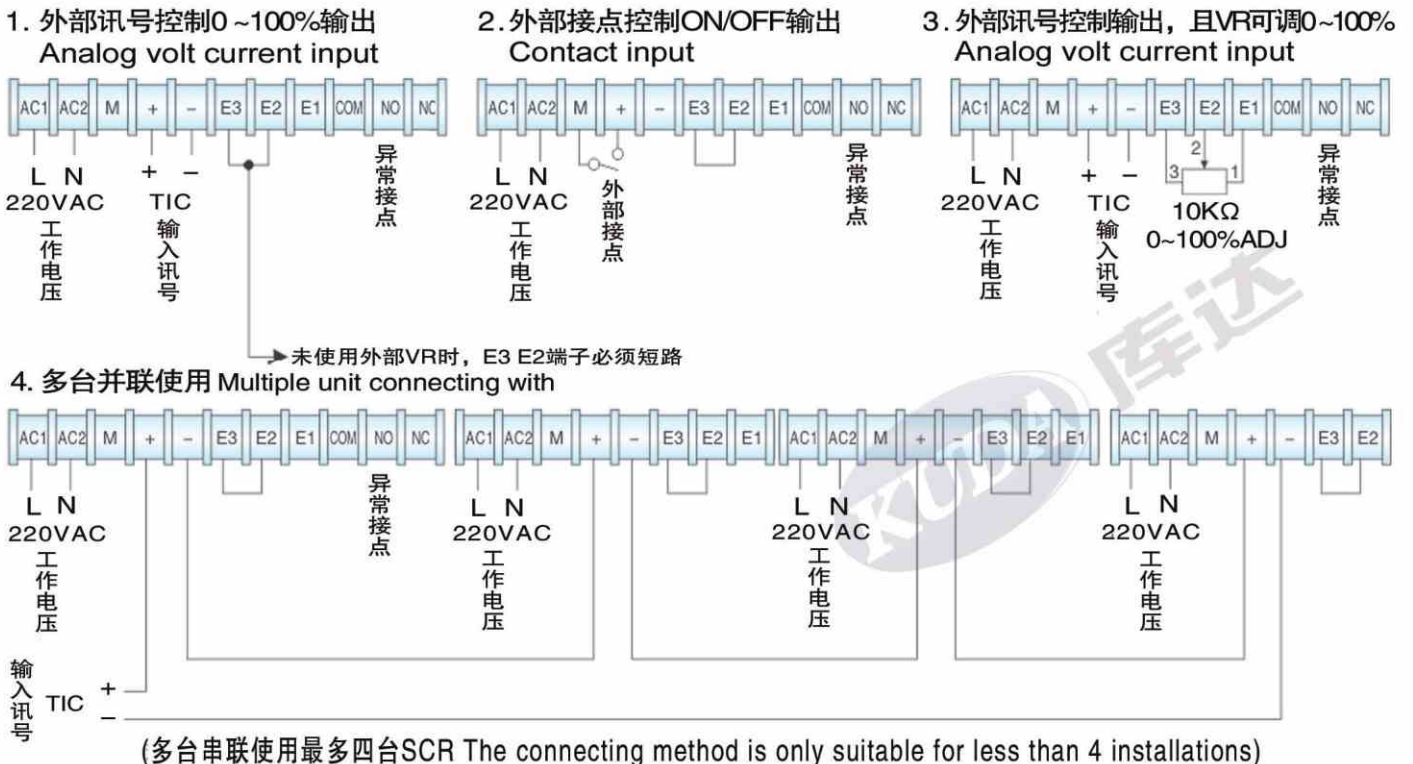 1. 外部讯号控制0~100%输出
Analog volt current input
AC1 AC2 M + - E3 E2 E1 COM NO NC
L N
220VAC
工作电压
+ -
TIC
输入讯号
异常接点
未使用外部VR时，E3 E2端子必须短路
2.外部接点控制ON/OFF输出
Contact input
AC1 AC2 M + - E3 E2 E1 COM NO NC
L N
220VAC
工作电压
外部接点
异常接点
3.外部讯号控制输出，且VR可调0~100%
Analog volt current input
AC1 AC2 M + - E3 E2 E1 COM NO NC
L N
220VAC
工作电压
+ -
TIC
输入讯号
3 2 1
10KΩ
0~100%ADJ
异常接点
4. 多台并联使用 Multiple unit connecting with
AC1 AC2 M + - E3 E2 E1 COM NO NC
L N
220VAC
工作电压
异常接点
AC1 AC2 M + - E3 E2 E1
L N
220VAC
工作电压
AC1 AC2 M + - E3 E2 E1
L N
220VAC
工作电压
AC1 AC2 M + - E3 E2
L N
220VAC
工作电压
输入讯号
TIC
+
-
(多台串联使用最多四台SCR The connecting method is only suitable for less than 4 installations)
KUDA 库达